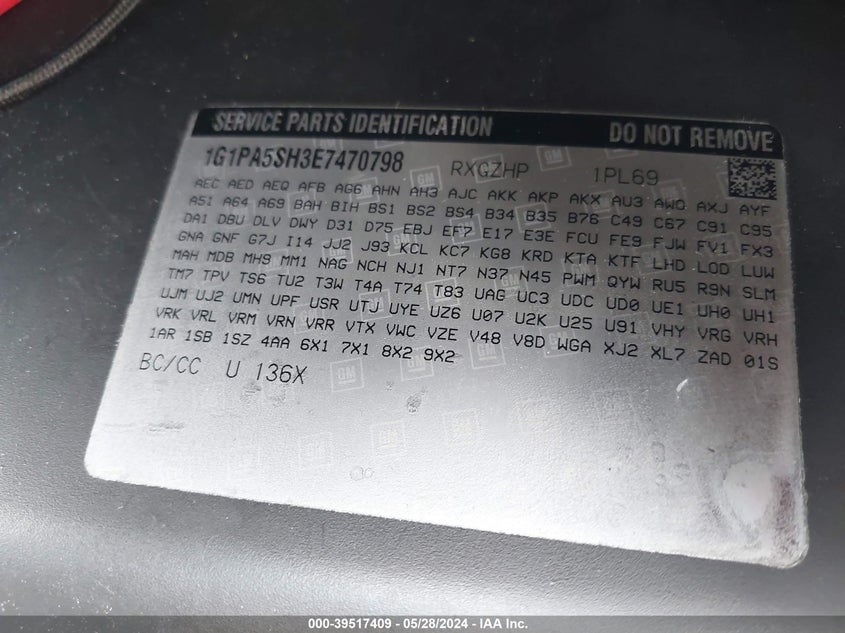 SERVICE PARTS IDENTIFICATION DO NOT REMOVE
1G1PA5SH3E7470798 RXGZHP 1PL69
AEC AED AEQ AFB AG6 AHN AH3 AJC AKK AKP AKX AU3 AWQ AXJ AYF
A51 A64 A69 BAH BIH BS1 BS2 BS4 B34 B35 B76 C49 C67 C91 C95
DA1 DBU DLV DWY D31 D75 EBJ EF7 E17 E3E FCU FE9 FJW FV1 FX3
GNA GNF G7J I14 JJ2 J93 KCL KC7 KG8 KRD KTA KTF LHD LOD LUW
MAH MDB MH9 MM1 NAG NCH NJ1 NT7 N37 N45 PWM QYW RU5 R9N SLM
TM7 TPV TS6 TU2 T3W T4A T74 T83 UAG UC3 UDC UD0 UE1 UH0 UH1
UJM UJ2 UMN UPF USR UTJ UYE UZ6 U07 U2K U25 U91 VHY VRG VRH
VRK VRL VRM VRN VRR VTX VWC VZE V48 V8D WGA XJ2 XL7 ZAD 01S
1AR 1SB 1SZ 4AA 6X1 7X1 8X2 9X2
BC/CC U 136X
000-39517409 - 05/28/2024 - IAA Inc.